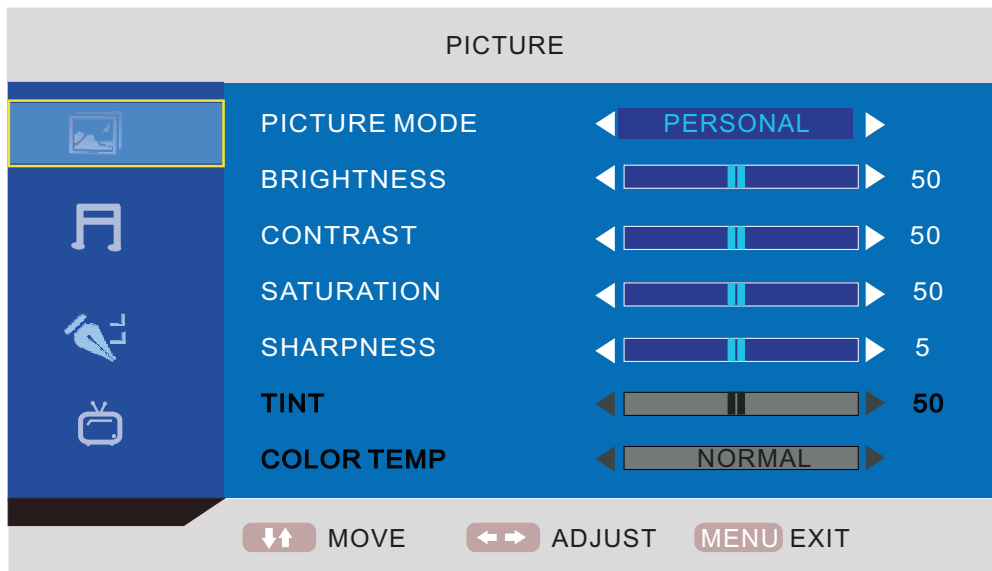 PICTURE
PICTURE MODE PERSONAL
BRIGHTNESS 50
CONTRAST 50
SATURATION 50
SHARPNESS 5
TINT 50
COLOR TEMP NORMAL
MOVE ADJUST MENU EXIT